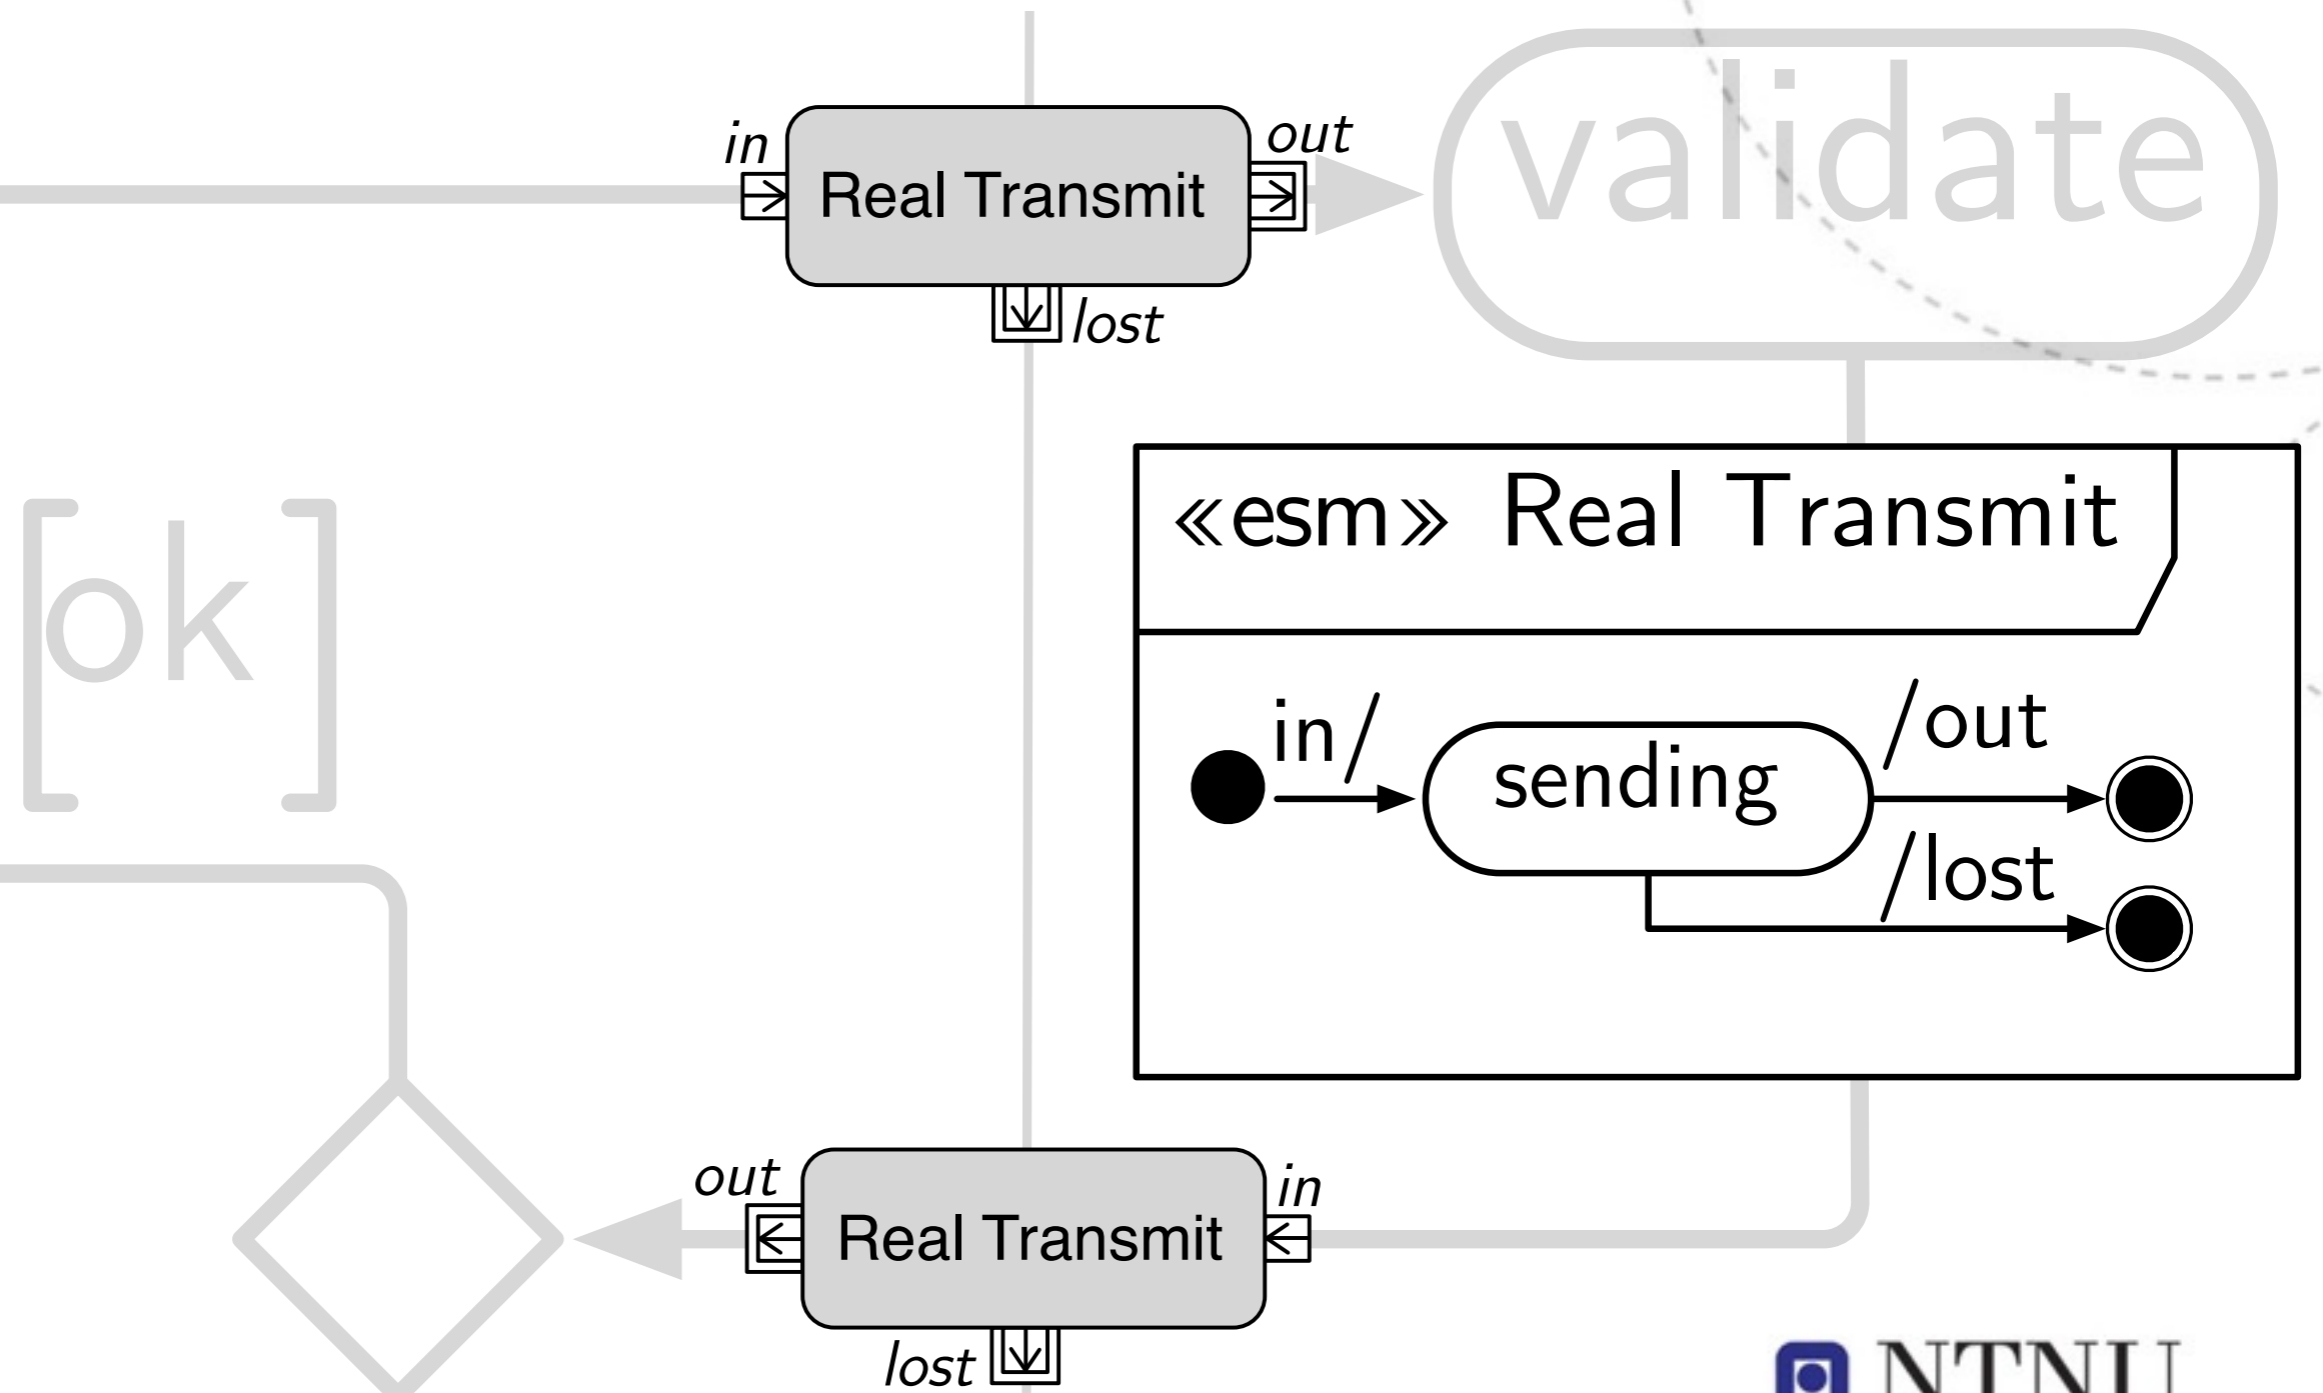 validate
in
out
Real Transmit
lost
[ok]
«esm» Real Transmit
in/
/out
sending
/lost
out
in
Real Transmit
lost
NTNU